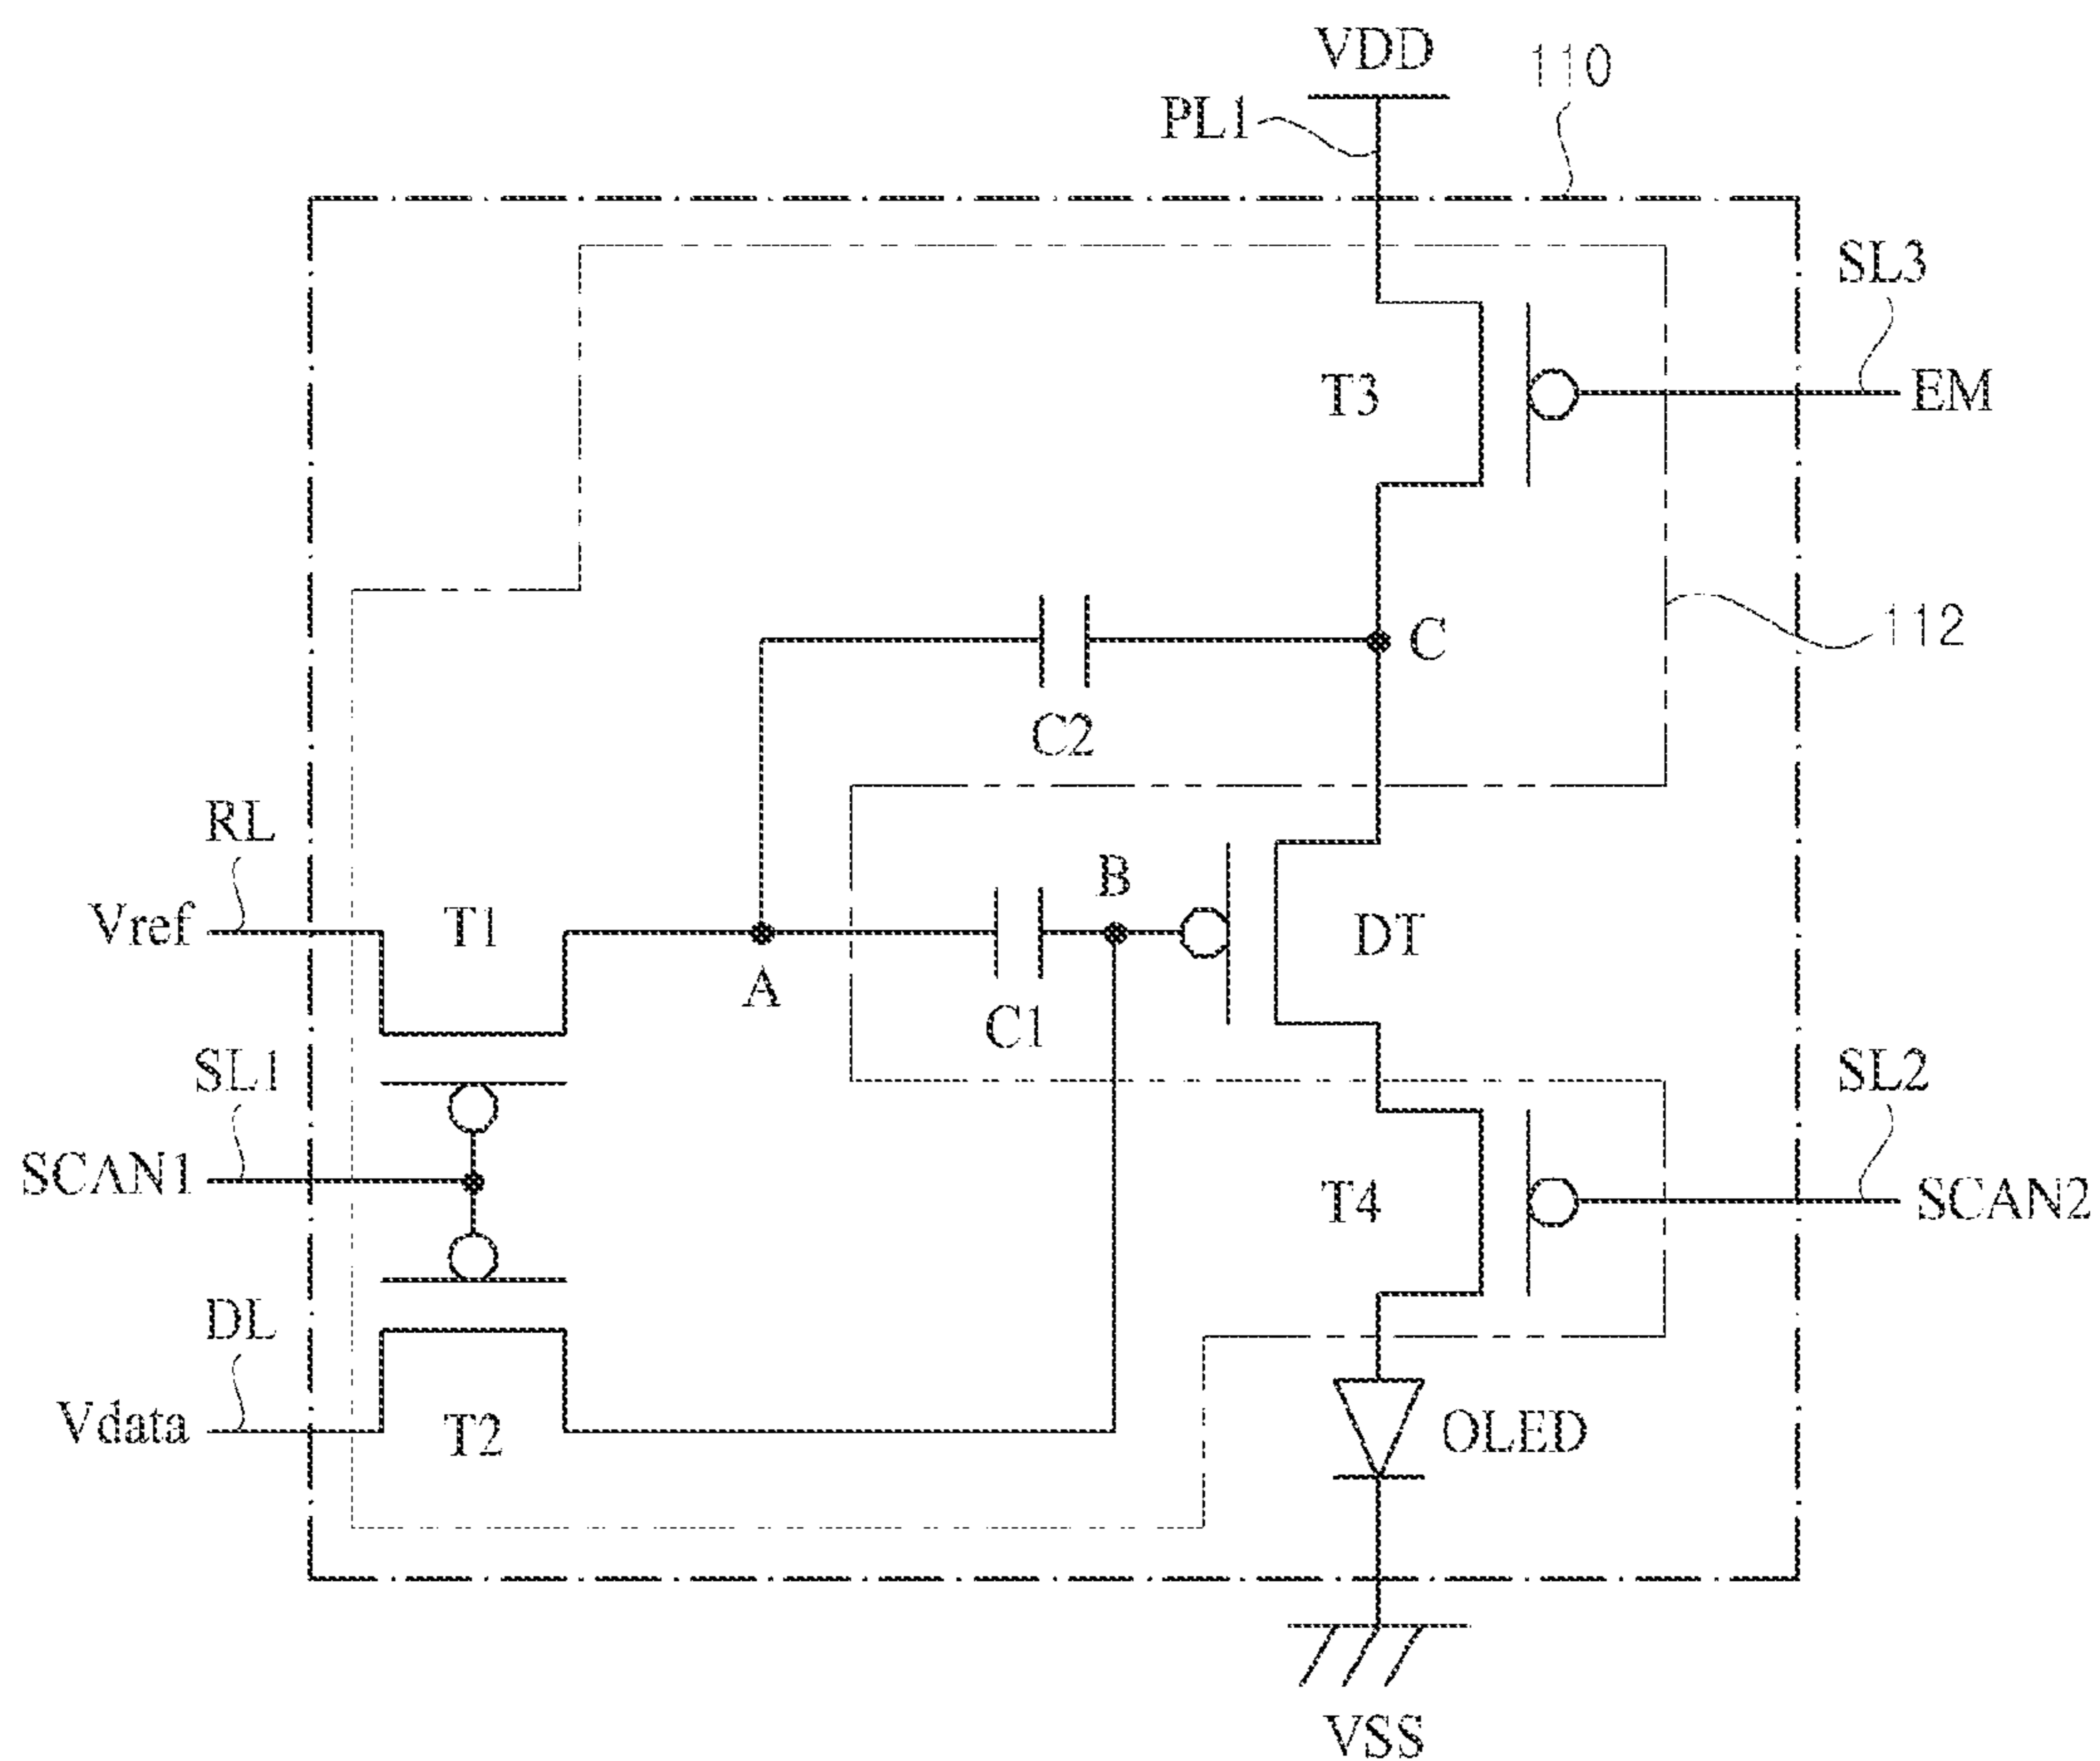 VDD
110
PL1
SL3
T3
EM
C
112
C2
RL
B
Vref
T1
DT
A
C1
SL1
SL2
SCAN1
T4
SCAN2
DL
Vdata
T2
OLED
VSS